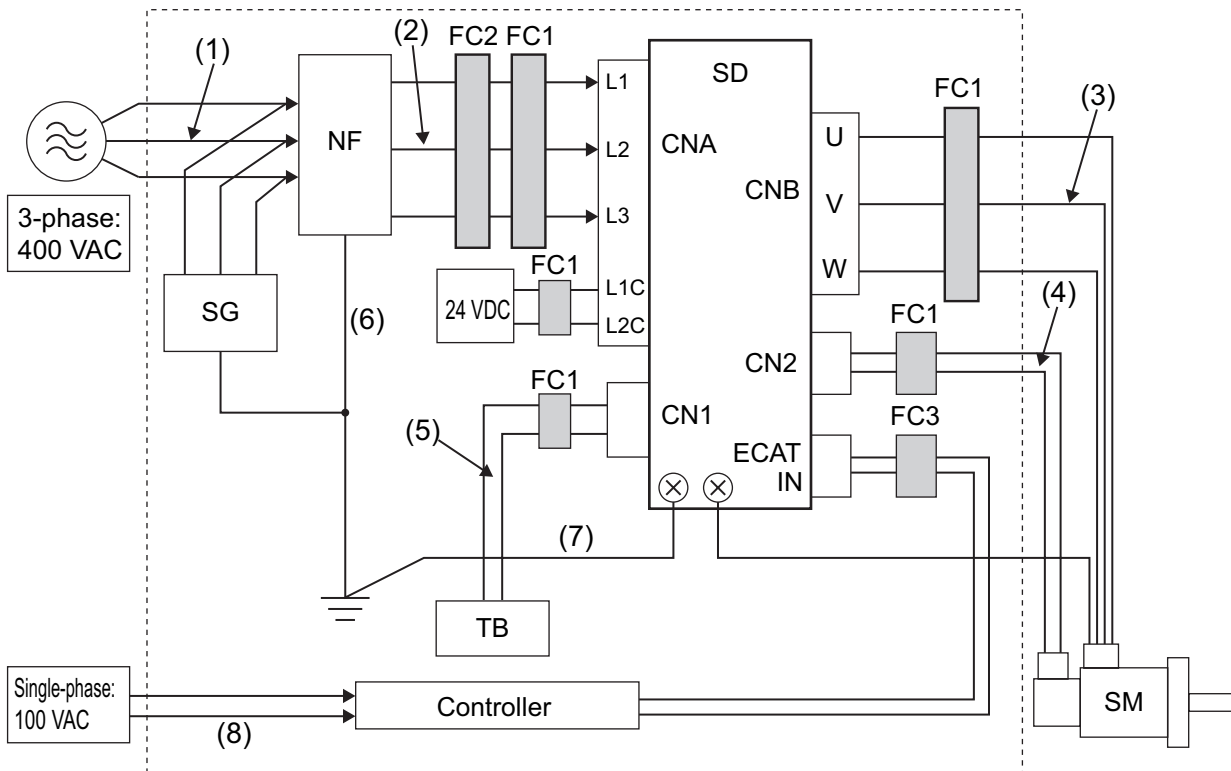 (1)
(2)
FC2
FC1
SD
FC1
(3)
NF
L1
L2
L3
CNA
CNB
U
V
W
3-phase:
400 VAC
SG
(6)
24 VDC
FC1
L1C
L2C
(4)
FC1
CN2
FC1
CN1
(5)
ECAT
IN
FC3
(7)
TB
Single-phase:
100 VAC
(8)
Controller
SM